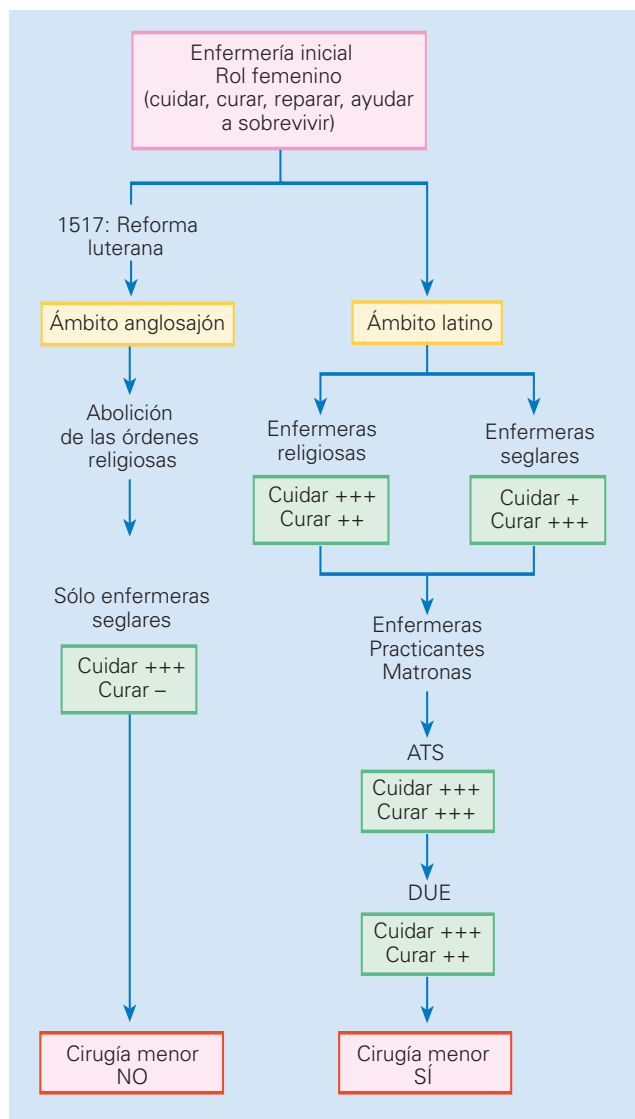 Enfermería inicial
Rol femenino
(cuidar, curar, reparar, ayudar
a sobrevivir)
1517: Reforma
luterana
Ámbito anglosajón
Ámbito latino
Abolición
de las órdenes
religiosas
Enfermeras
religiosas
Cuidar +++
Curar ++
Enfermeras
seglares
Cuidar +
Curar +++
Sólo enfermeras
seglares
Cuidar +++
Curar –
Enfermeras
Practicantes
Matronas
ATS
Cuidar +++
Curar +++
DUE
Cuidar +++
Curar ++
Cirugía menor
NO
Cirugía menor
SÍ